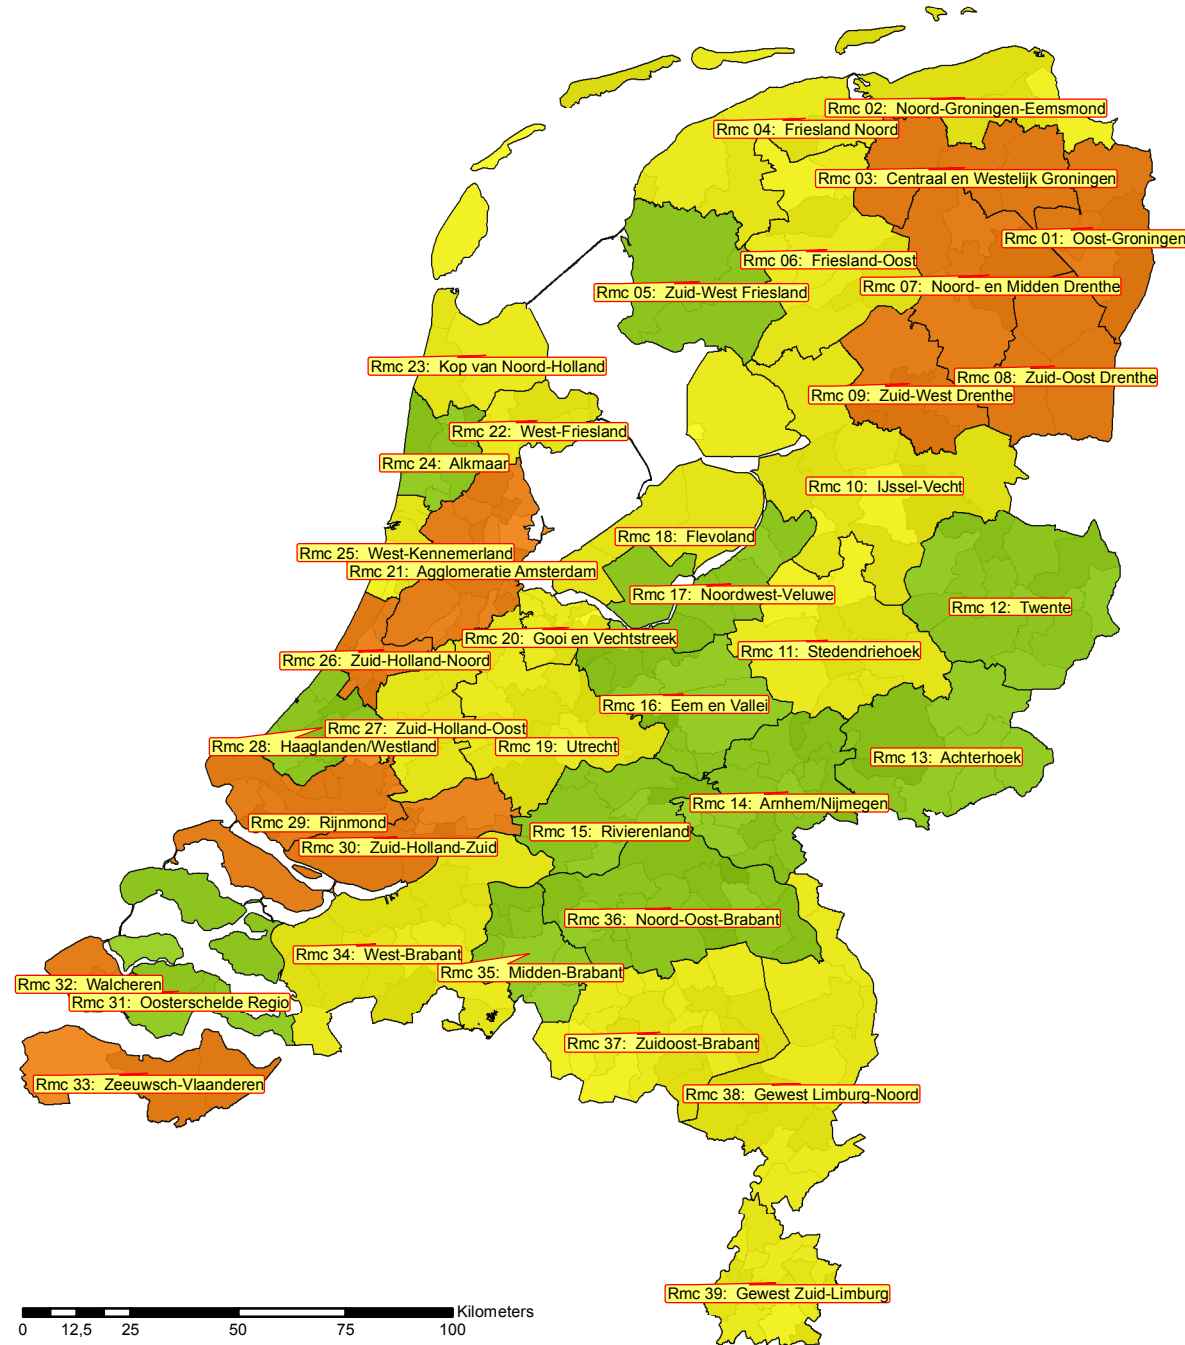 Rmc 02: Noord-Groningen-Eemsmond
Rmc 04: Friesland Noord
Rmc 03: Centraal en Westelijk Groningen
Rmc 01: Oost-Groningen
Rmc 06: Friesland-Oost
Rmc 07: Noord- en Midden Drenthe
Rmc 05: Zuid-West Friesland
Rmc 23: Kop van Noord-Holland
Rmc 08: Zuid-Oost Drenthe
Rmc 09: Zuid-West Drenthe
Rmc 22: West-Friesland
Rmc 24: Alkmaar
Rmc 10: IJssel-Vecht
Rmc 18: Flevoland
Rmc 25: West-Kennemerland
Rmc 21: Agglomeratie Amsterdam
Rmc 17: Noordwest-Veluwe
Rmc 12: Twente
Rmc 20: Gooi en Vechtstreek
Rmc 11: Stedendriehoek
Rmc 26: Zuid-Holland-Noord
Rmc 16: Eem en Vallei
Rmc 27: Zuid-Holland-Oost
Rmc 28: Haaglanden/Westland
Rmc 19: Utrecht
Rmc 13: Achterhoek
Rmc 14: Arnhem/Nijmegen
Rmc 29: Rijnmond
Rmc 15: Rivierenland
Rmc 30: Zuid-Holland-Zuid
Rmc 36: Noord-Oost-Brabant
Rmc 34: West-Brabant
Rmc 35: Midden-Brabant
Rmc 32: Walcheren
Rmc 31: Oosterschelde Regio
Rmc 37: Zuidoost-Brabant
Rmc 33: Zeeuwsch-Vlaanderen
Rmc 38: Gewest Limburg-Noord
Rmc 39: Gewest Zuid-Limburg
Kilometers
0 12,5 25 50 75 100